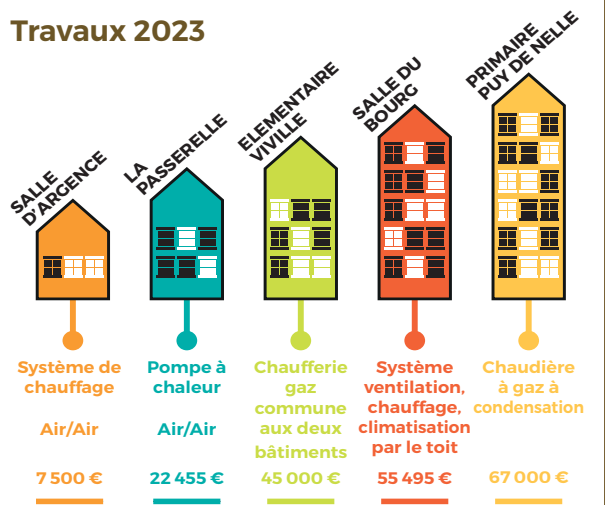 Travaux 2023
SALLE
D'ARGENCE
LA
PASSERELLE
ELEMENTAIRE
VIVILLE
SALLE DU
BOURG
PRIMAIRE
PUY DE NELLE
Système de
chauffage
Air/Air
7 500 €
Pompe à
chaleur
Air/Air
22 455 €
Chaufferie
gaz
commune
aux deux
bâtiments
45 000 €
Système
ventilation,
chauffage,
climatisation
par le toit
55 495 €
Chaudière
à gaz à
condensation
67 000 €